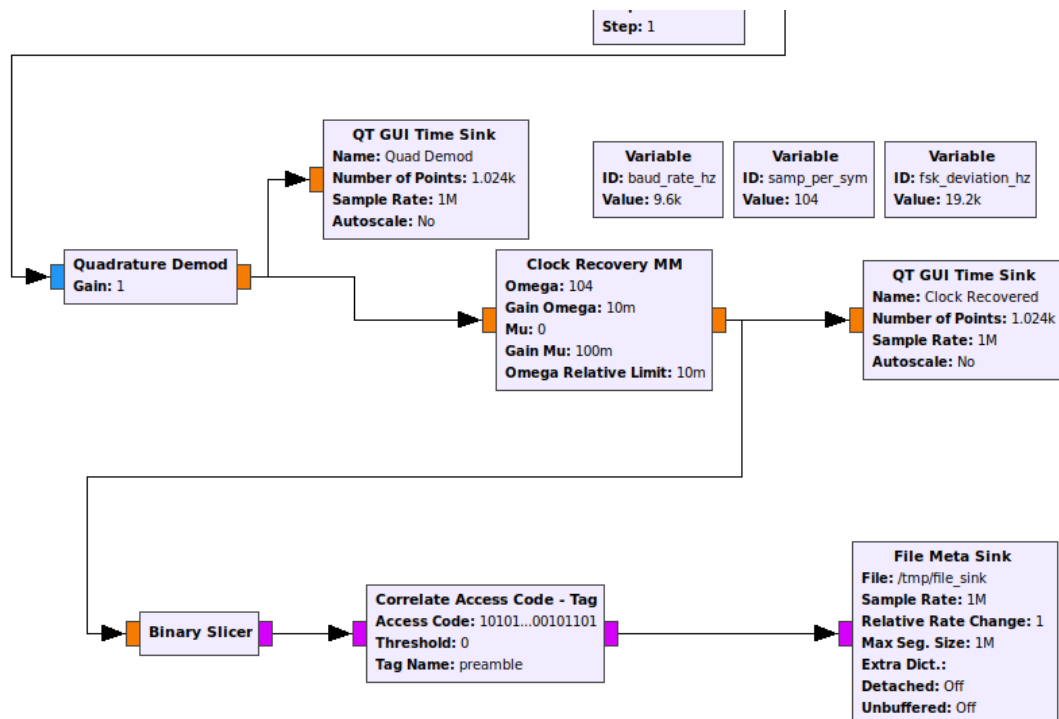 Step: 1
QT GUI Time Sink
Name: Quad Demod
Number of Points: 1.024k
Sample Rate: 1M
Autoscale: No
Variable
ID: baud_rate_hz
Value: 9.6k
Variable
ID: samp_per_sym
Value: 104
Variable
ID: fsk_deviation_hz
Value: 19.2k
Quadrature Demod
Gain: 1
Clock Recovery MM
Omega: 104
Gain Omega: 10m
Mu: 0
Gain Mu: 100m
Omega Relative Limit: 10m
QT GUI Time Sink
Name: Clock Recovered
Number of Points: 1.024k
Sample Rate: 1M
Autoscale: No
Binary Slicer
Correlate Access Code - Tag
Access Code: 10101...00101101
Threshold: 0
Tag Name: preamble
File Meta Sink
File: /tmp/file_sink
Sample Rate: 1M
Relative Rate Change: 1
Max Seg. Size: 1M
Extra Dict.:
Detached: Off
Unbuffered: Off